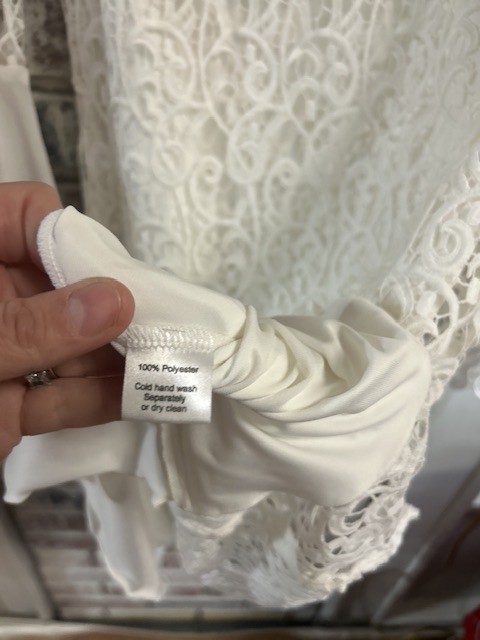 100% Polyester
Cold hand wash
Separately
or dry clean